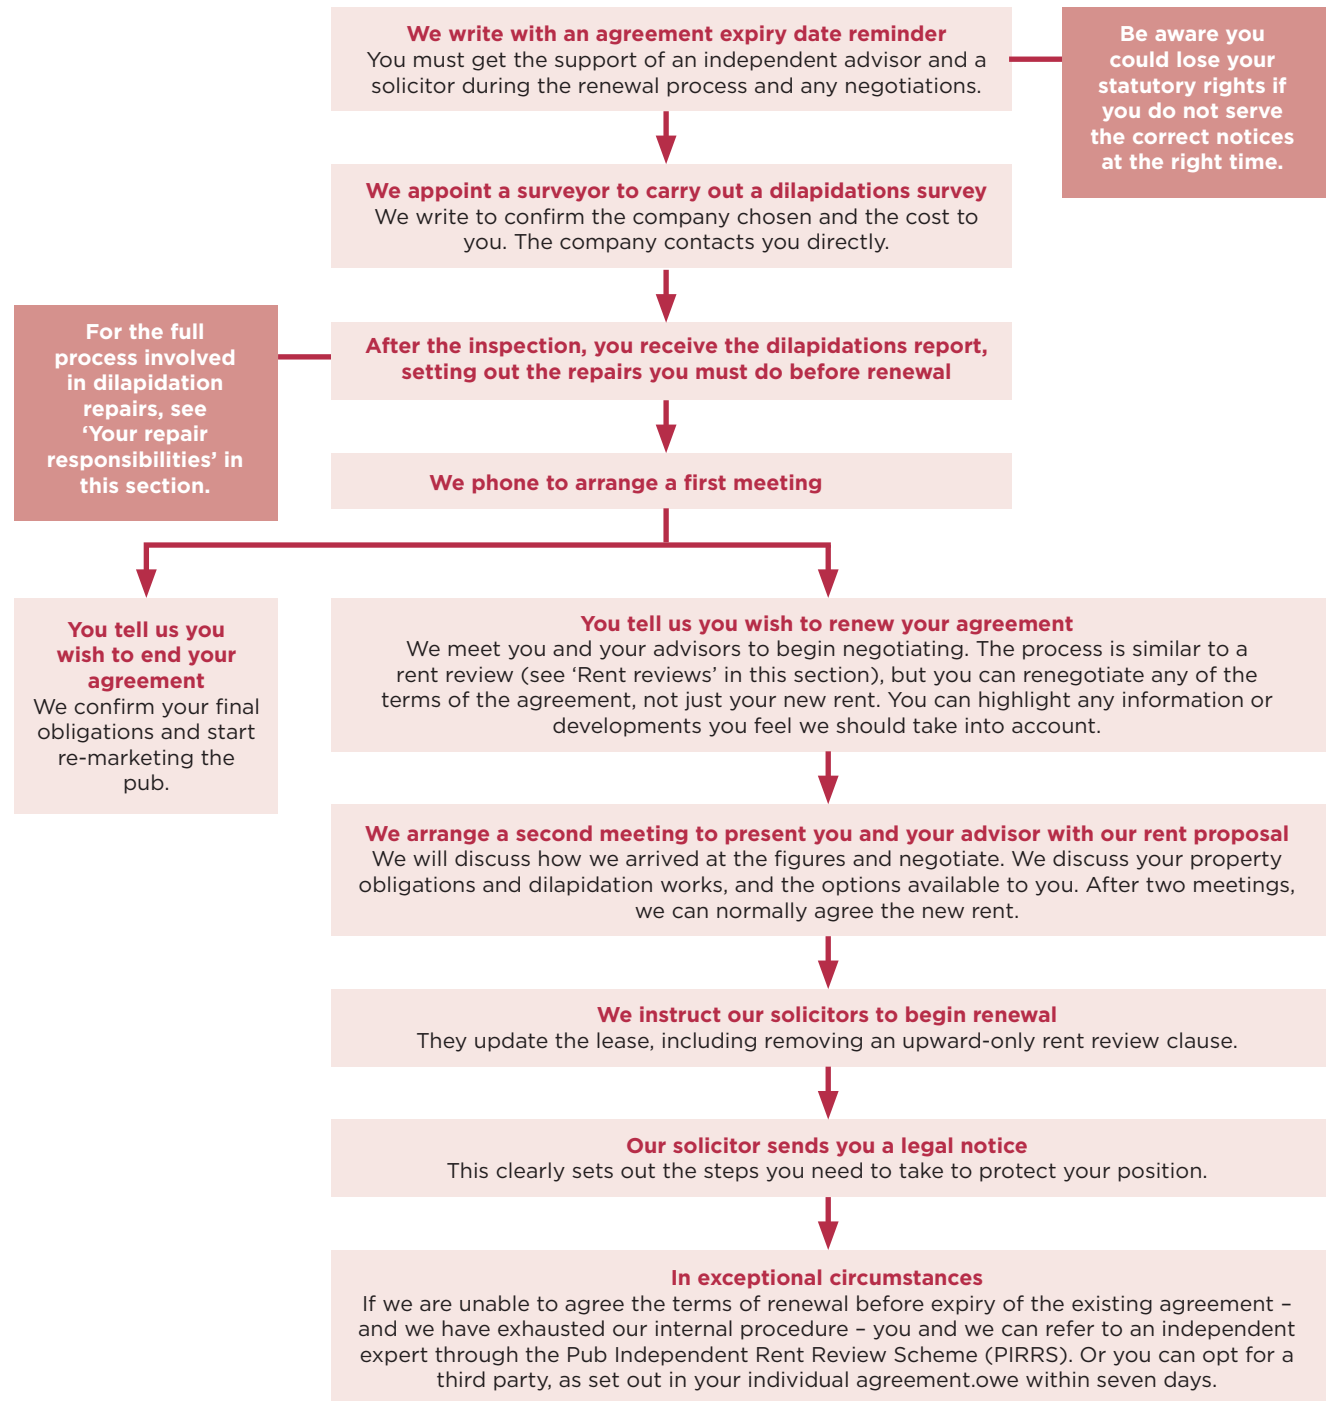 We write with an agreement expiry date reminder
You must get the support of an independent advisor and a
solicitor during the renewal process and any negotiations.
Be aware you
could lose your
statutory rights if
you do not serve
the correct notices
at the right time.
We appoint a surveyor to carry out a dilapidations survey
We write to confirm the company chosen and the cost to
you. The company contacts you directly.
For the full
process involved
in dilapidation
repairs, see
‘Your repair
responsibilities’ in
this section.
After the inspection, you receive the dilapidations report,
setting out the repairs you must do before renewal
We phone to arrange a first meeting
You tell us you
wish to end your
agreement
We confirm your final
obligations and start
re-marketing the
pub.
You tell us you wish to renew your agreement
We meet you and your advisors to begin negotiating. The process is similar to a
rent review (see ‘Rent reviews’ in this section), but you can renegotiate any of the
terms of the agreement, not just your new rent. You can highlight any information or
developments you feel we should take into account.
We arrange a second meeting to present you and your advisor with our rent proposal
We will discuss how we arrived at the figures and negotiate. We discuss your property
obligations and dilapidation works, and the options available to you. After two meetings,
we can normally agree the new rent.
We instruct our solicitors to begin renewal
They update the lease, including removing an upward-only rent review clause.
Our solicitor sends you a legal notice
This clearly sets out the steps you need to take to protect your position.
In exceptional circumstances
If we are unable to agree the terms of renewal before expiry of the existing agreement –
and we have exhausted our internal procedure – you and we can refer to an independent
expert through the Pub Independent Rent Review Scheme (PIRRS). Or you can opt for a
third party, as set out in your individual agreement.owe within seven days.